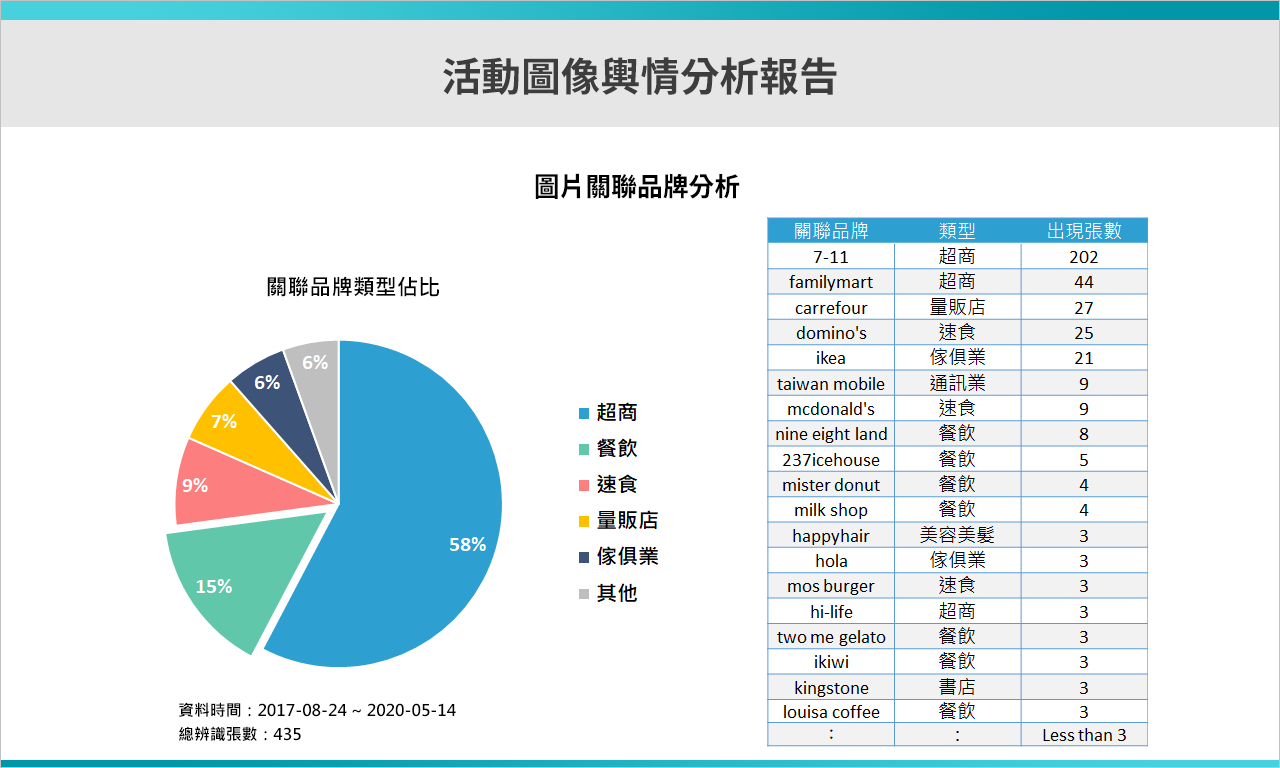 活動圖像輿情分析報告
圖片關聯品牌分析
關聯品牌類型佔比
6%
6%
7%
9%
15%
58%
超商
餐飲
速食
量販店
傢俱業
其他
資料時間：2017-08-24 ~ 2020-05-14
總辨識張數：435
關聯品牌 類型 出現張數
7-11 超商 202
familymart 超商 44
carrefour 量販店 27
domino's 速食 25
ikea 傢俱業 21
taiwan mobile 通訊業 9
mcdonald's 速食 9
nine eight land 餐飲 8
237icehouse 餐飲 5
mister donut 餐飲 4
milk shop 餐飲 4
happyhair 美容美髮 3
hola 傢俱業 3
mos burger 速食 3
hi-life 超商 3
two me gelato 餐飲 3
ikiwi 餐飲 3
kingstone 書店 3
louisa coffee 餐飲 3
： ： Less than 3